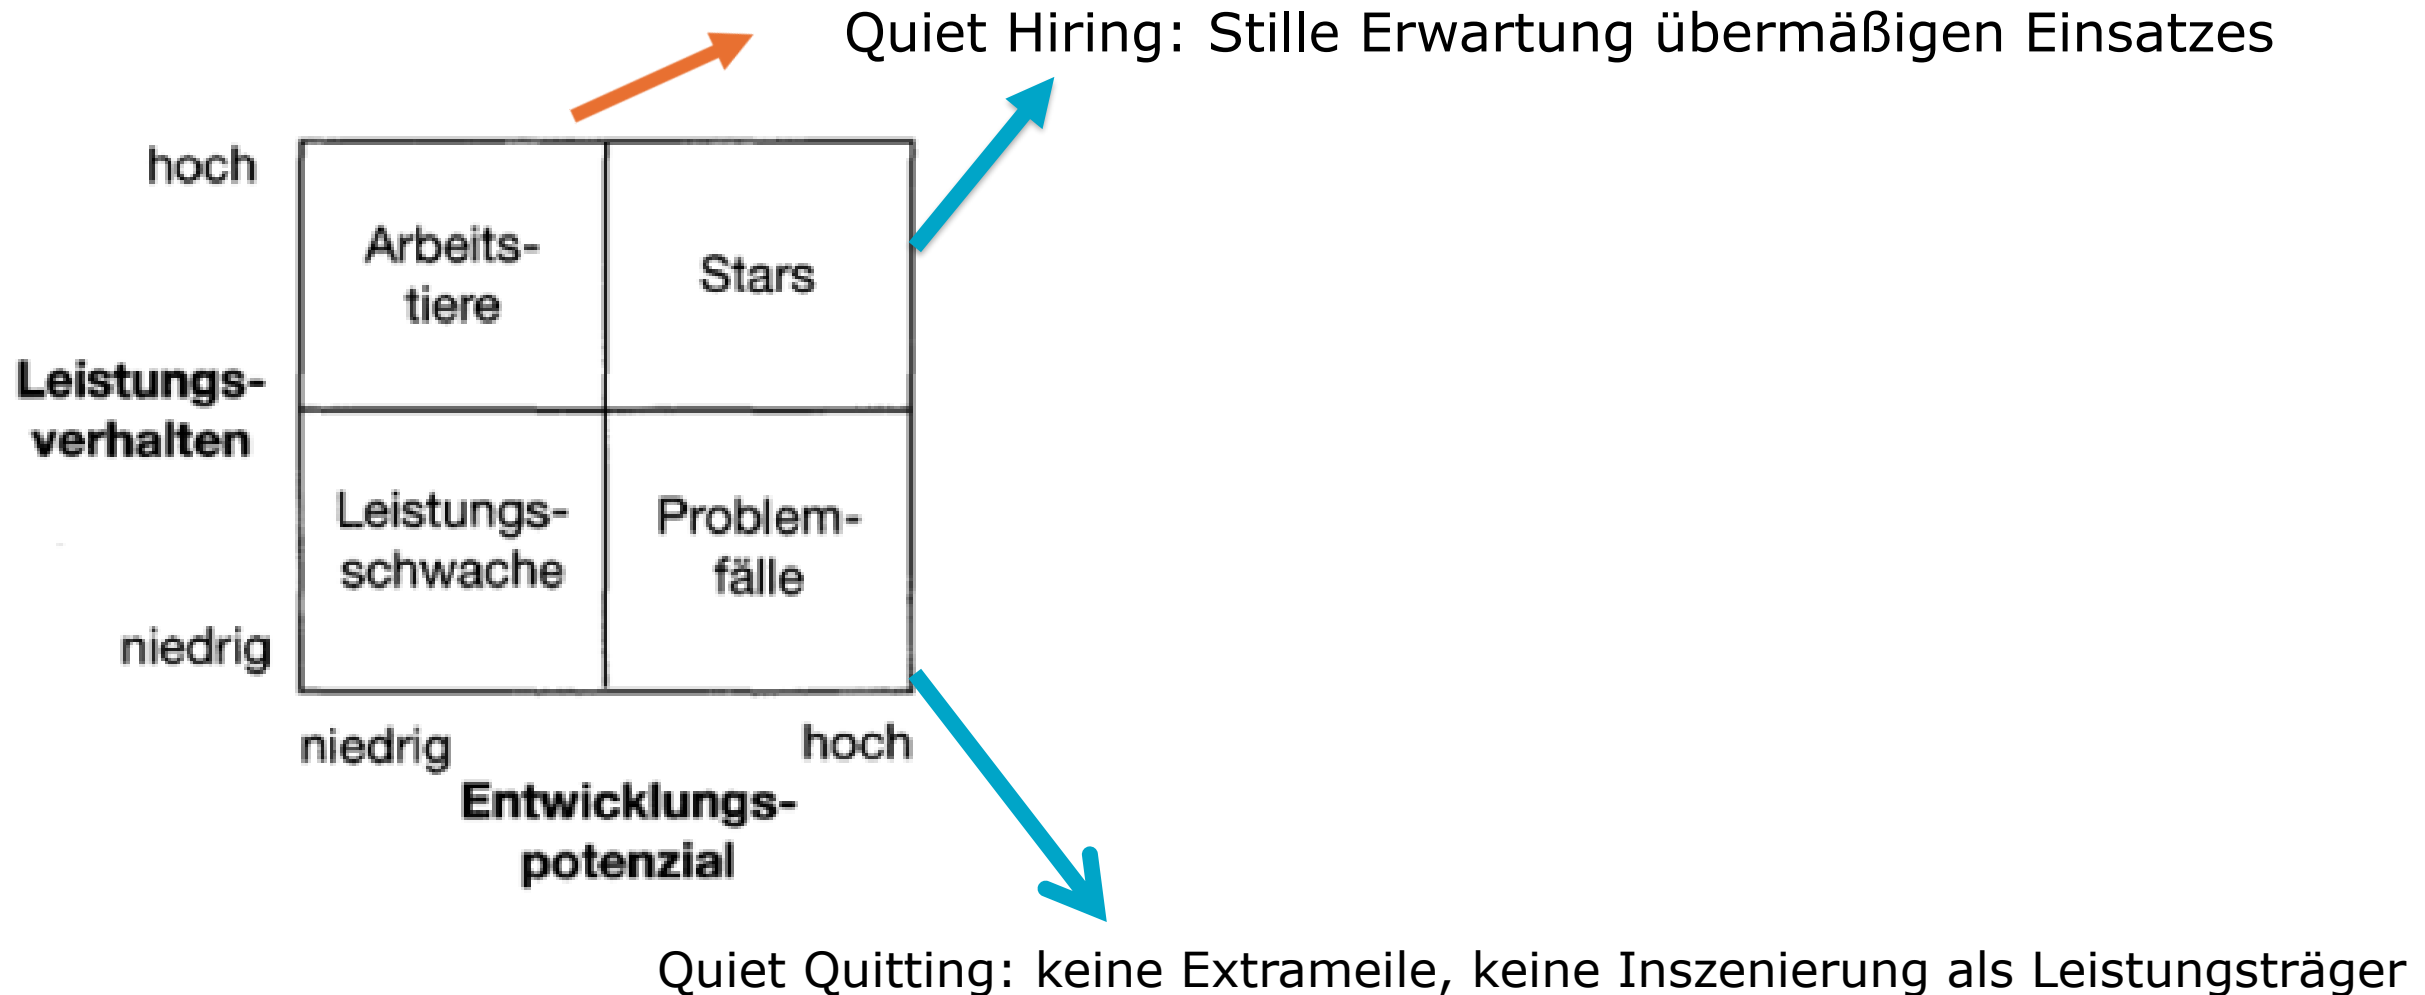 Quiet Hiring: Stille Erwartung übermäßigen Einsatzes
hoch
Arbeits-
tiere
Stars
Leistungs-
verhalten
Leistungs-
schwache
Problem-
fälle
niedrig
niedrig
hoch
Entwicklungs-
potenzial
Quiet Quitting: keine Extrameile, keine Inszenierung als Leistungsträger